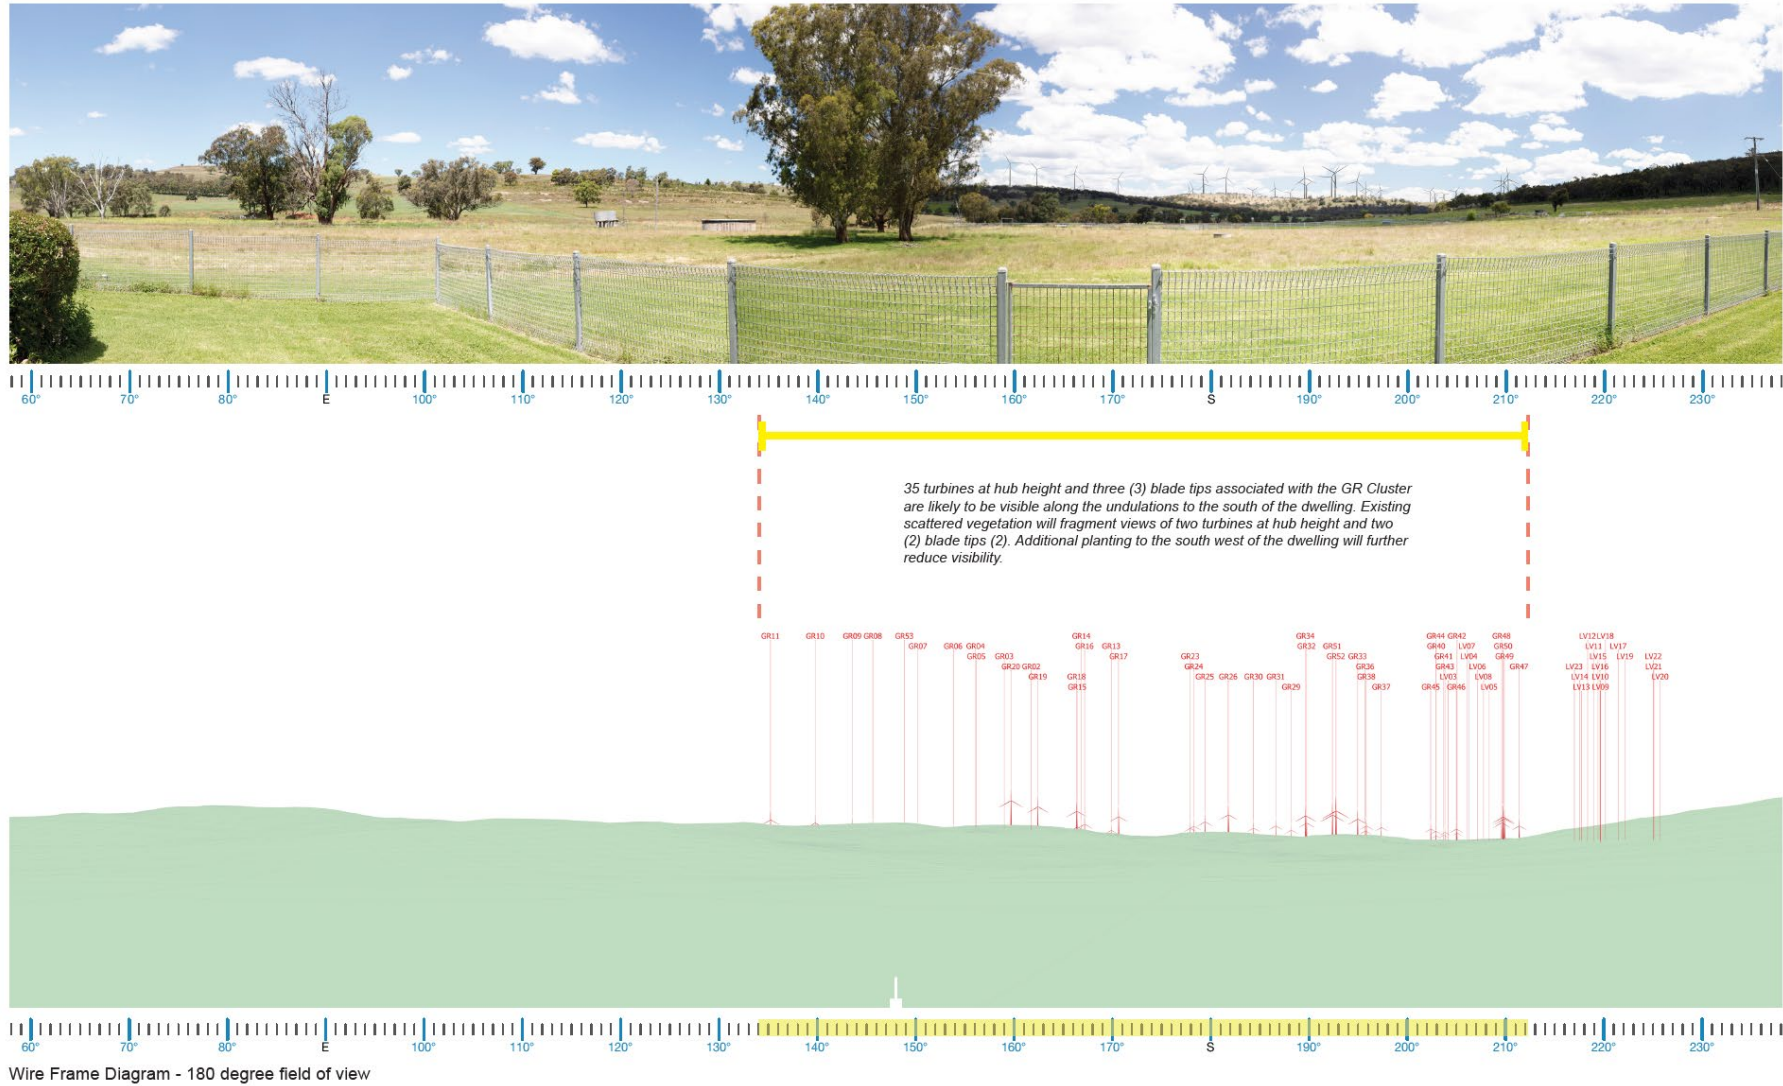 60° 70° 80° E 100° 110° 120° 130° 140° 150° 160° 170° S 190° 200° 210° 220° 230°
35 turbines at hub height and three (3) blade tips associated with the GR Cluster
are likely to be visible along the undulations to the south of the dwelling. Existing
scattered vegetation will fragment views of two turbines at hub height and two
(2) blade tips (2). Additional planting to the south west of the dwelling will further
reduce visibility.
GR11 GR10 GR09 GR08 GR53 GR14 GR34 GR44 GR42 GR48 LV12 LV18
GR07 GR06 GR04 GR16 GR13 GR32 GR51 GR40 LV07 GR50 LV11 LV17
GR05 GR03 GR17 GR23 GR52 GR33 GR41 LV04 GR49 LV15 LV19 LV22
GR20 GR02 GR24 GR36 GR43 LV06 GR47 LV23 LV16 LV21
GR19 GR18 GR25 GR26 GR30 GR31 GR38 LV03 LV08 LV14 LV10 LV20
GR15 GR29 GR37 GR45 GR46 LV05 LV13 LV09
60° 70° 80° E 100° 110° 120° 130° 140° 150° 160° 170° S 190° 200° 210° 220° 230°
Wire Frame Diagram - 180 degree field of view